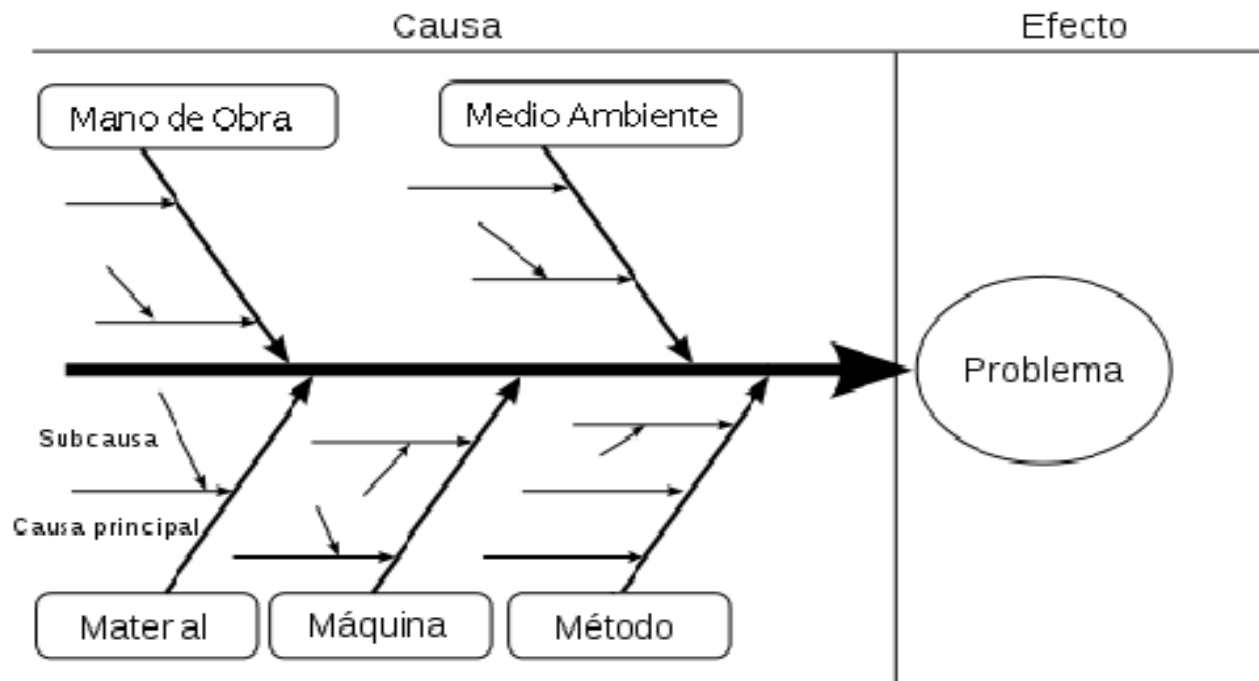 Causa
Efecto
Mano de Obra
Medio Ambiente
Problema
Subcausa
Causa principal
Mater al
Máquina
Método